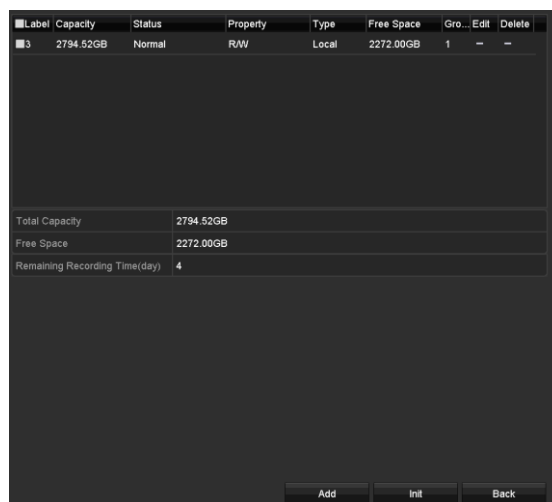 Label Capacity Status Property Type Free Space Gro... Edit Delete
3 2794.52GB Normal R/W Local 2272.00GB 1 – –
Total Capacity 2794.52GB
Free Space 2272.00GB
Remaining Recording Time(day) 4
Add Init Back